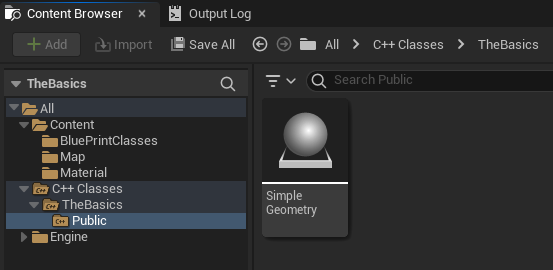 Content Browser
Output Log
Add
Import
Save All
All
C++ Classes
TheBasics
TheBasics
Search Public
All
Content
BluePrintClasses
Map
Material
C++ Classes
TheBasics
Public
Engine
Simple
Geometry